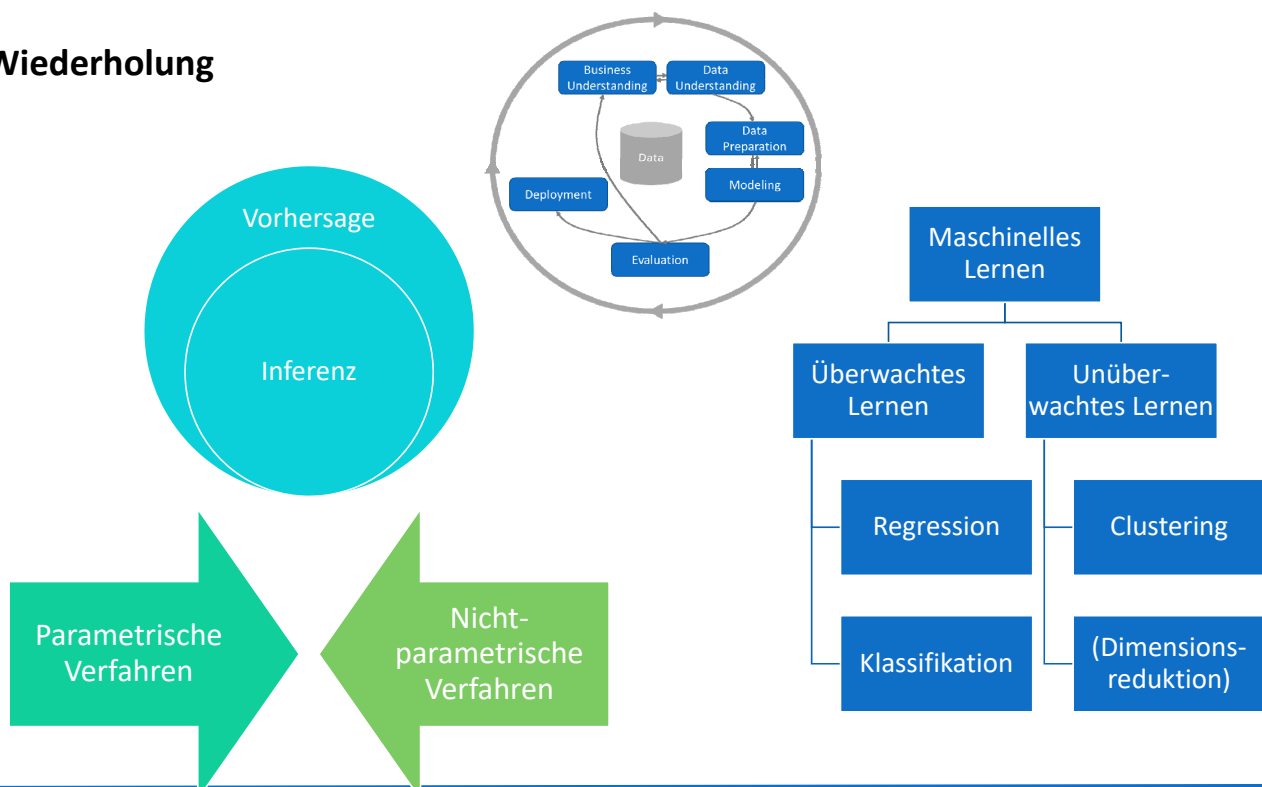 Wiederholung
Business
Understanding
Data
Understanding
Data
Preparation
Data
Modeling
Deployment
Evaluation
Vorhersage
Inferenz
Parametrische
Verfahren
Nicht-
parametrische
Verfahren
Maschinelles
Lernen
Überwachtes
Lernen
Unüber-
wachtes Lernen
Regression
Clustering
Klassifikation
(Dimensions-
reduktion)